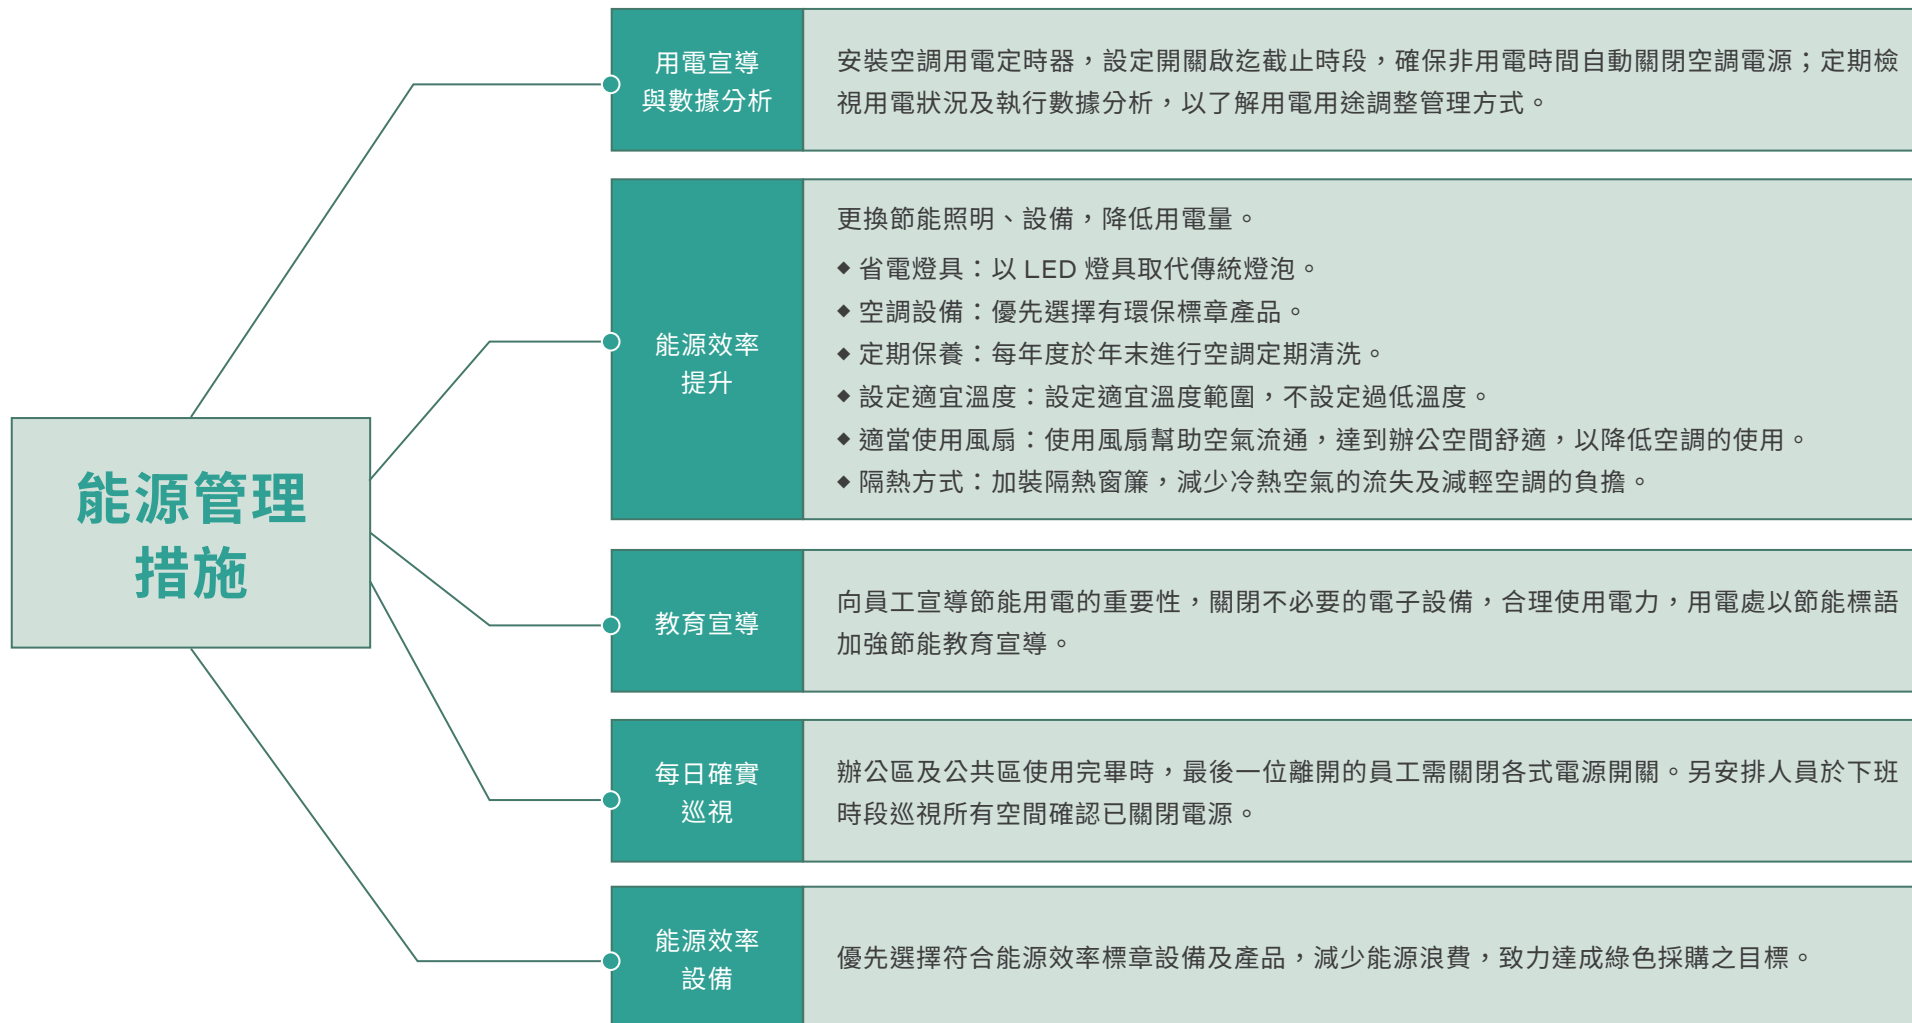 能源管理
措施
用電宣導
與數據分析
安裝空調用電定時器，設定開關啟迄截止時段，確保非用電時間自動關閉空調電源；定期檢
視用電狀況及執行數據分析，以了解用電用途調整管理方式。
能源效率
提升
更換節能照明、設備，降低用電量。
◆ 省電燈具：以 LED 燈具取代傳統燈泡。
◆ 空調設備：優先選擇有環保標章產品。
◆ 定期保養：每年度於年末進行空調定期清洗。
◆ 設定適宜溫度：設定適宜溫度範圍，不設定過低溫度。
◆ 適當使用風扇：使用風扇幫助空氣流通，達到辦公空間舒適，以降低空調的使用。
◆ 隔熱方式：加裝隔熱窗簾，減少冷熱空氣的流失及減輕空調的負擔。
教育宣導
向員工宣導節能用電的重要性，關閉不必要的電子設備，合理使用電力，用電處以節能標語
加強節能教育宣導。
每日確實
巡視
辦公區及公共區使用完畢時，最後一位離開的員工需關閉各式電源開關。另安排人員於下班
時段巡視所有空間確認已關閉電源。
能源效率
設備
優先選擇符合能源效率標章設備及產品，減少能源浪費，致力達成綠色採購之目標。